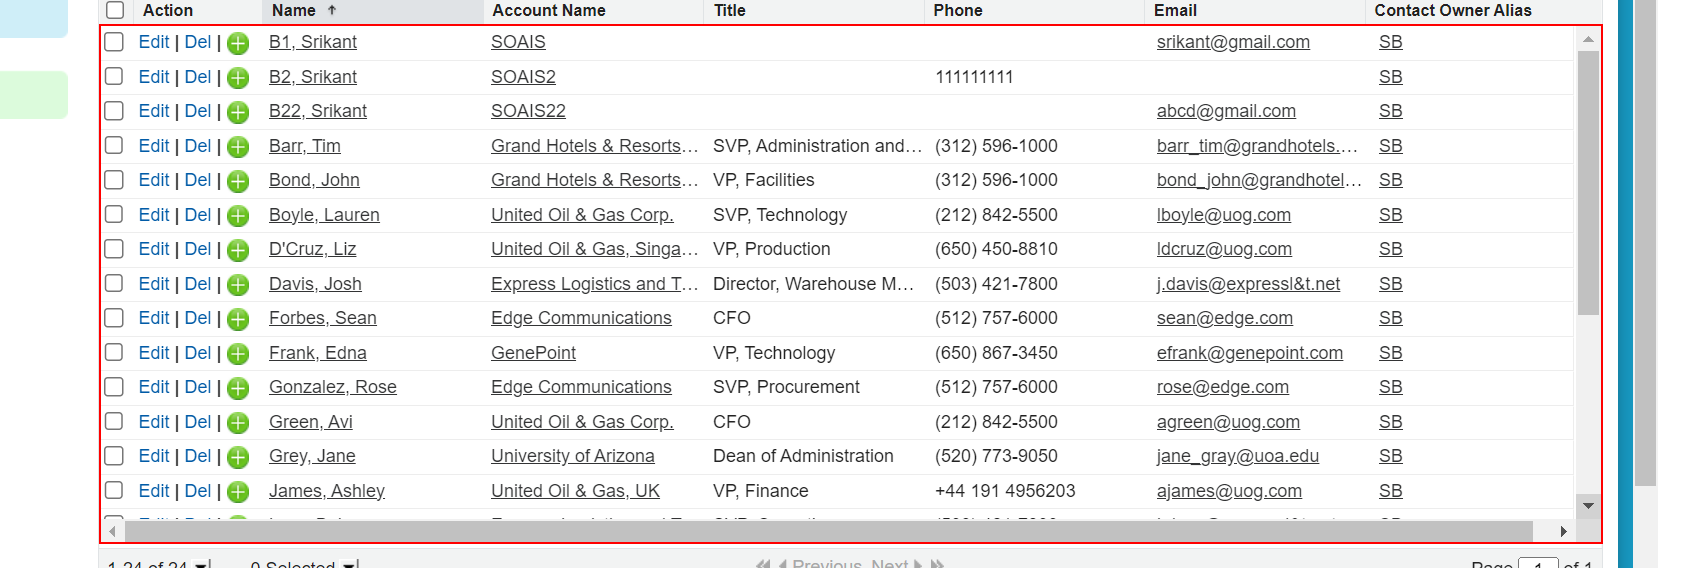 Action Name ↑ Account Name Title Phone Email Contact Owner Alias
Edit | Del | B1, Srikant SOAIS srikant@gmail.com SB
Edit | Del | B2, Srikant SOAIS2 111111111 SB
Edit | Del | B22, Srikant SOAIS22 abcd@gmail.com SB
Edit | Del | Barr, Tim Grand Hotels & Resorts... SVP, Administration and... (312) 596-1000 barr_tim@grandhotels.... SB
Edit | Del | Bond, John Grand Hotels & Resorts... VP, Facilities (312) 596-1000 bond_john@grandhotel... SB
Edit | Del | Boyle, Lauren United Oil & Gas Corp. SVP, Technology (212) 842-5500 lboyle@uog.com SB
Edit | Del | D'Cruz, Liz United Oil & Gas, Singa... VP, Production (650) 450-8810 ldcruz@uog.com SB
Edit | Del | Davis, Josh Express Logistics and T... Director, Warehouse M... (503) 421-7800 j.davis@expressl&t.net SB
Edit | Del | Forbes, Sean Edge Communications CFO (512) 757-6000 sean@edge.com SB
Edit | Del | Frank, Edna GenePoint VP, Technology (650) 867-3450 efrank@genepoint.com SB
Edit | Del | Gonzalez, Rose Edge Communications SVP, Procurement (512) 757-6000 rose@edge.com SB
Edit | Del | Green, Avi United Oil & Gas Corp. CFO (212) 842-5500 agreen@uog.com SB
Edit | Del | Grey, Jane University of Arizona Dean of Administration (520) 773-9050 jane_gray@uoa.edu SB
Edit | Del | James, Ashley United Oil & Gas, UK VP, Finance +44 191 4956203 ajames@uog.com SB
1-24 of 24 0 Selected Previous Next Page 1 of 1